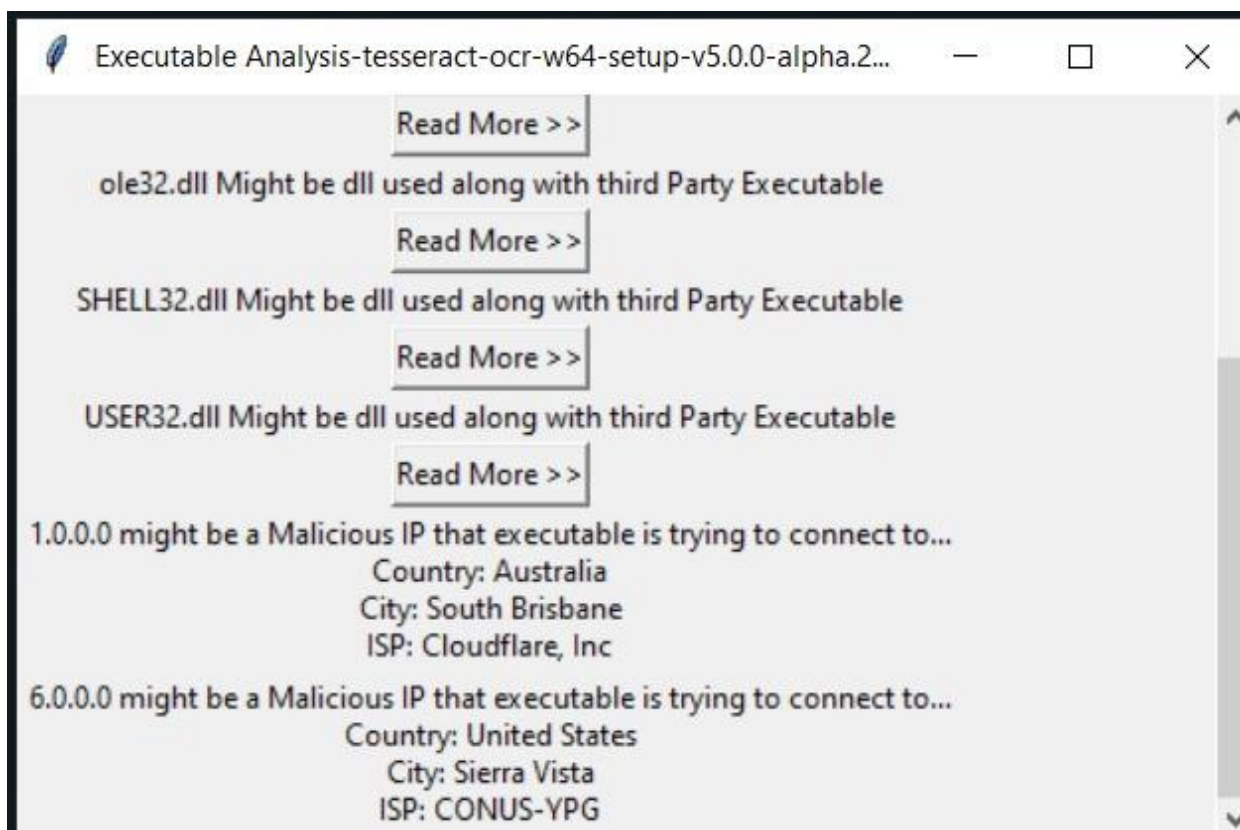 Executable Analysis-tesseract-ocr-w64-setup-v5.0.0-alpha.2...
Read More >>
ole32.dll Might be dll used along with third Party Executable
Read More >>
SHELL32.dll Might be dll used along with third Party Executable
Read More >>
USER32.dll Might be dll used along with third Party Executable
Read More >>
1.0.0.0 might be a Malicious IP that executable is trying to connect to...
Country: Australia
City: South Brisbane
ISP: Cloudflare, Inc
6.0.0.0 might be a Malicious IP that executable is trying to connect to...
Country: United States
City: Sierra Vista
ISP: CONUS-YPG